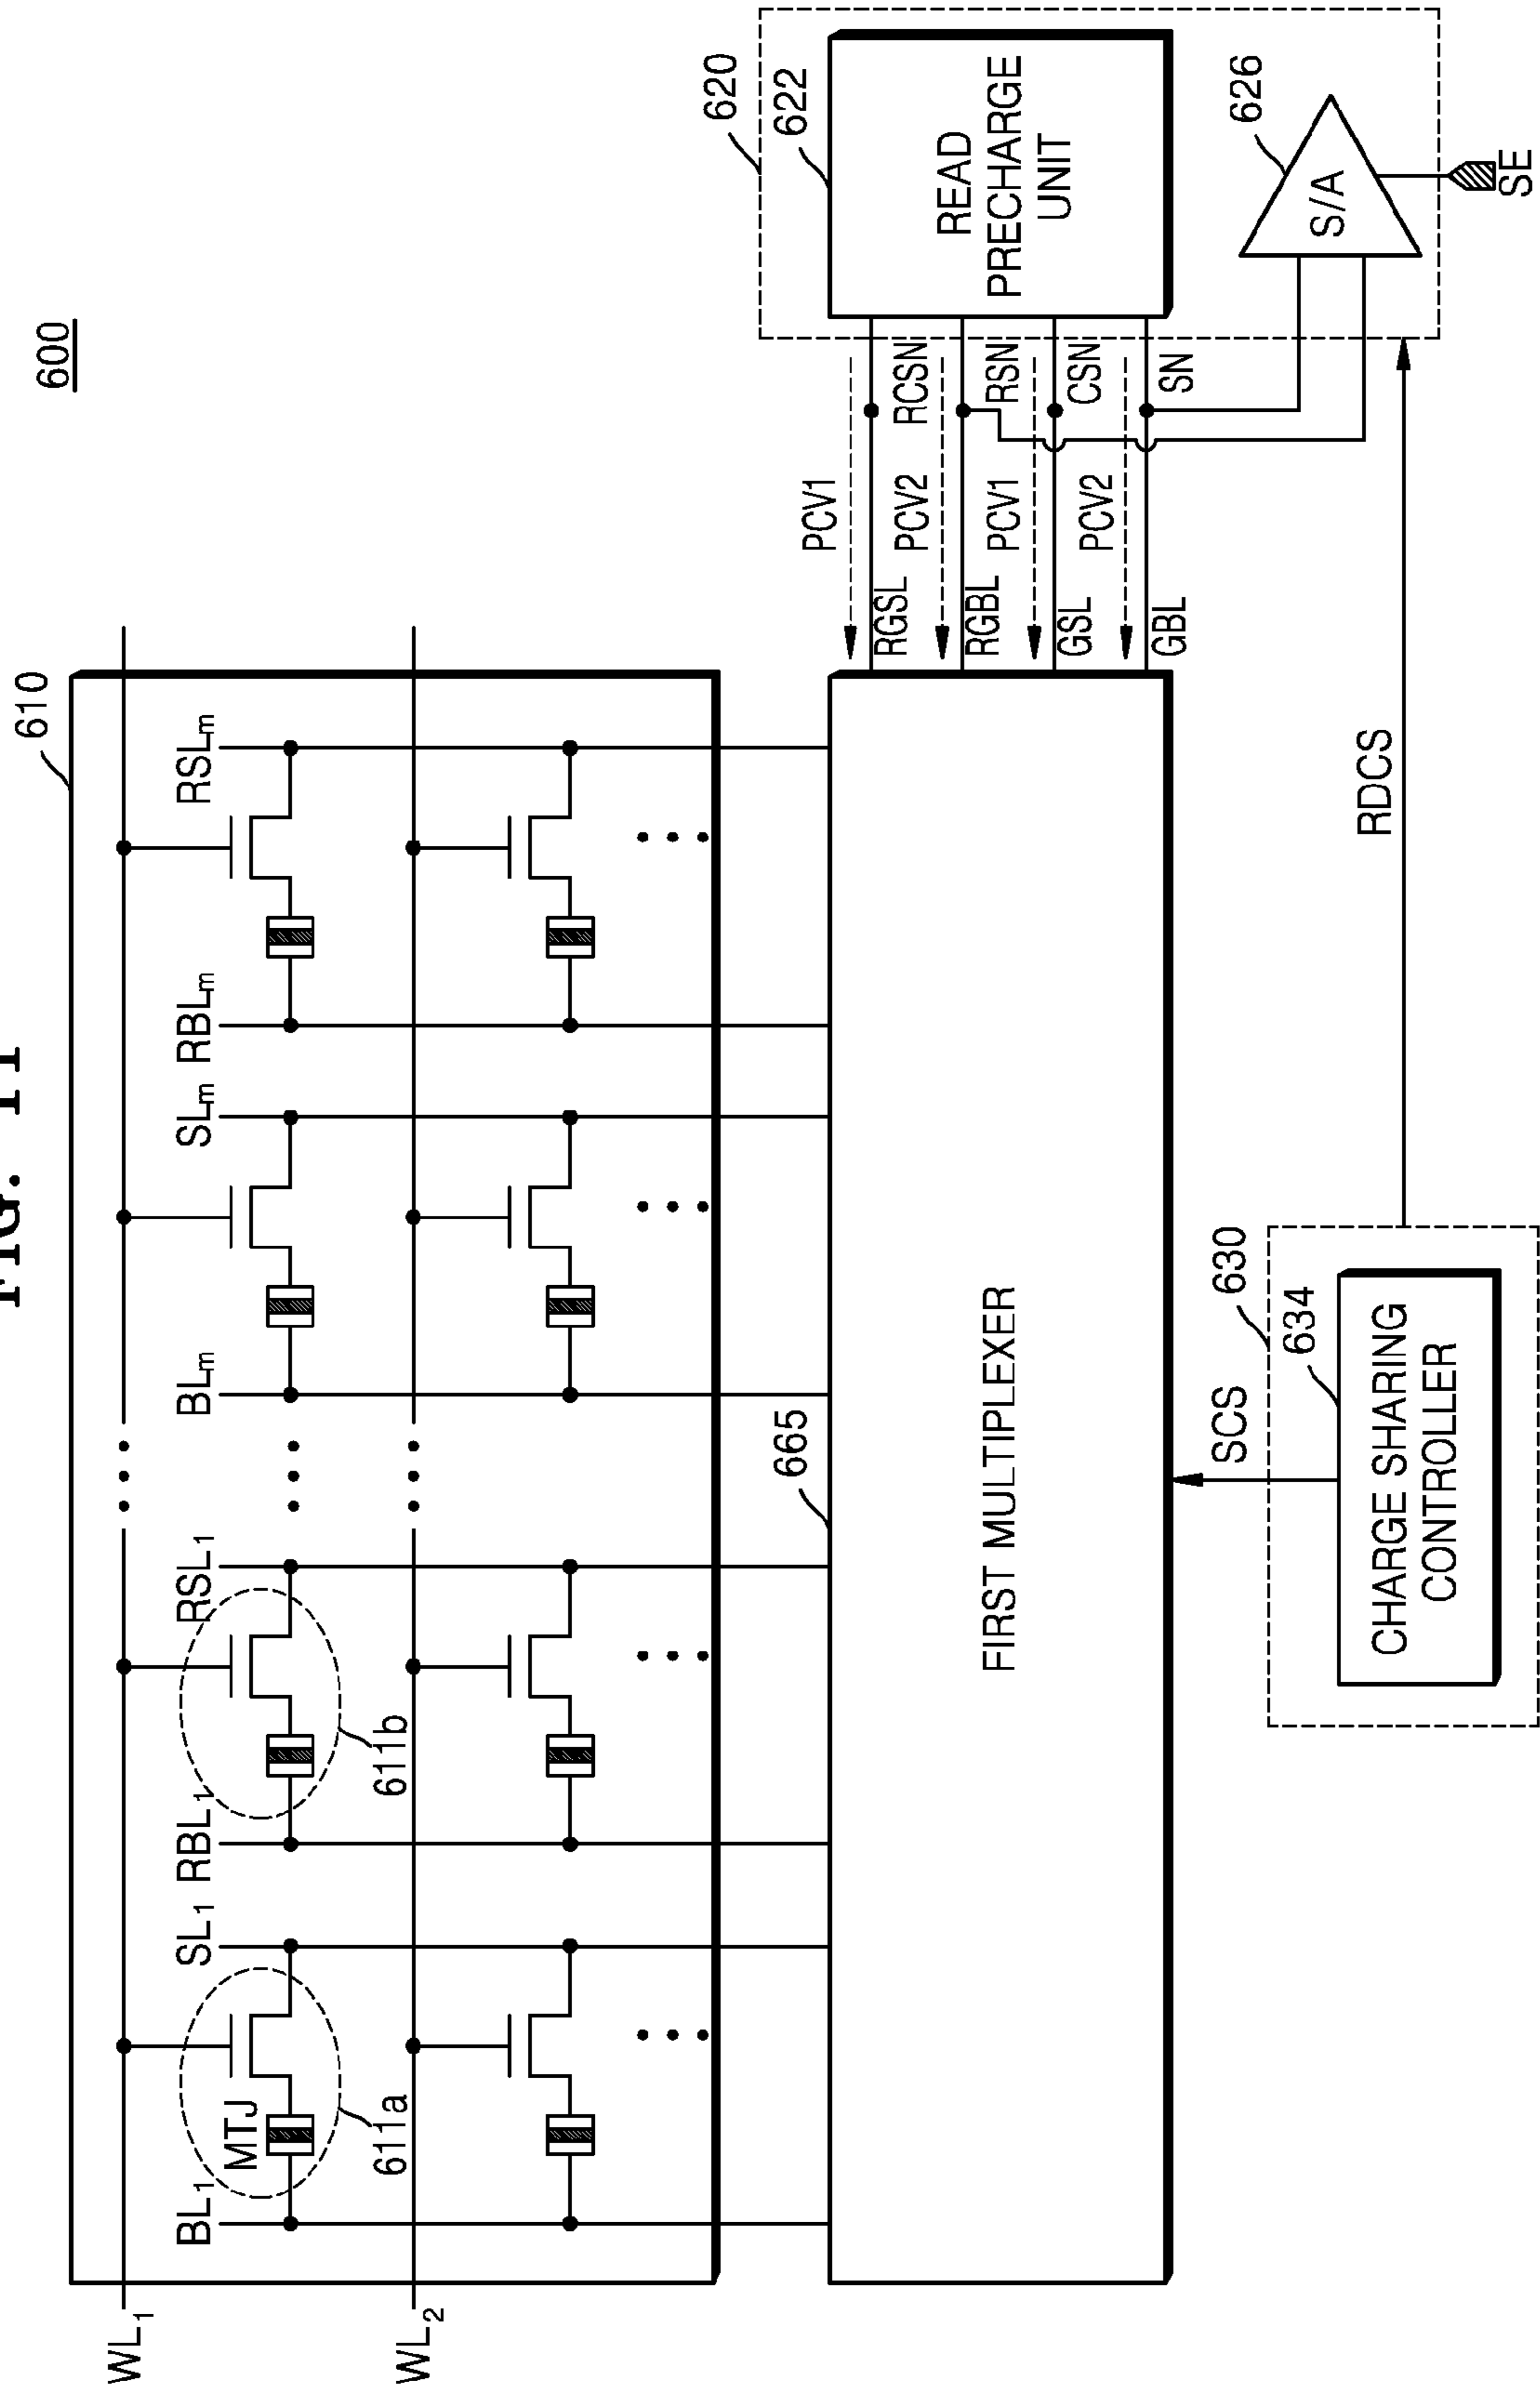 FIG. 11
600
610
WL1
WL2
BL1
SL1
RBL1
RSL1
BLm
SLm
RBLm
RSLm
MTJ
611a
611b
665
FIRST MULTIPLEXER
PCV1
RGSL
RCSN
PCV2
RGBL
RSN
PCV1
GSL
CSN
PCV2
GBL
SN
620
622
READ
PRECHARGE
UNIT
626
S/A
SE
SCS
RDCS
630
634
CHARGE SHARING
CONTROLLER